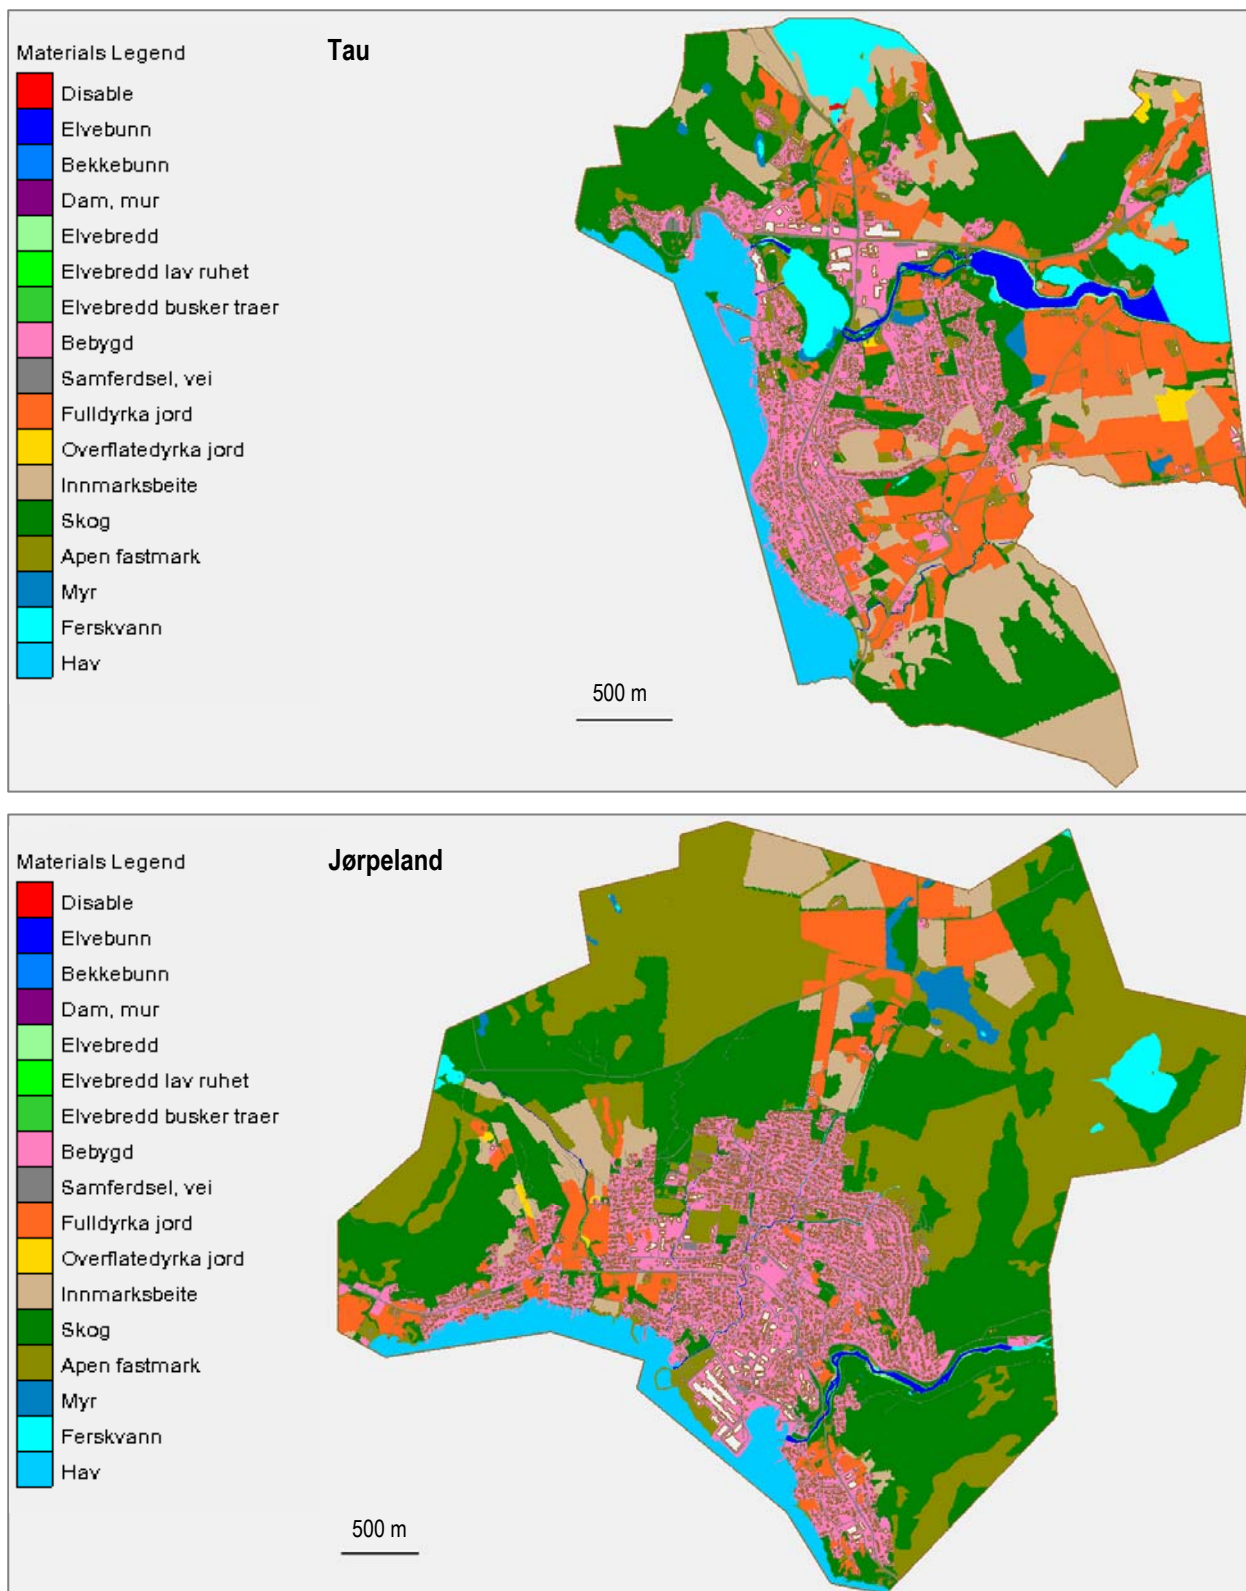 Materials Legend
Tau
Disable
Elvebunn
Bekkebunn
Dam, mur
Elvebredd
Elvebredd lav ruhet
Elvebredd busker traer
Bebygd
Samferdsel, vei
Fulldyrka jord
Overflatedyrka jord
Innmarksbeite
Skog
Apen fastmark
Myr
Ferskvann
Hav
500 m
Materials Legend
Jørpeland
Disable
Elvebunn
Bekkebunn
Dam, mur
Elvebredd
Elvebredd lav ruhet
Elvebredd busker traer
Bebygd
Samferdsel, vei
Fulldyrka jord
Overflatedyrka jord
Innmarksbeite
Skog
Apen fastmark
Myr
Ferskvann
Hav
500 m